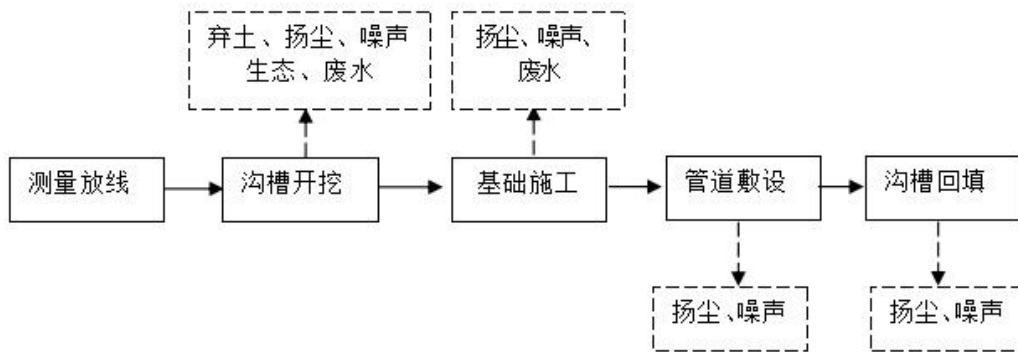 弃土、扬尘、噪声
生态、废水
扬尘、噪声、
废水
测量放线
沟槽开挖
基础施工
管道敷设
沟槽回填
扬尘、噪声
扬尘、噪声